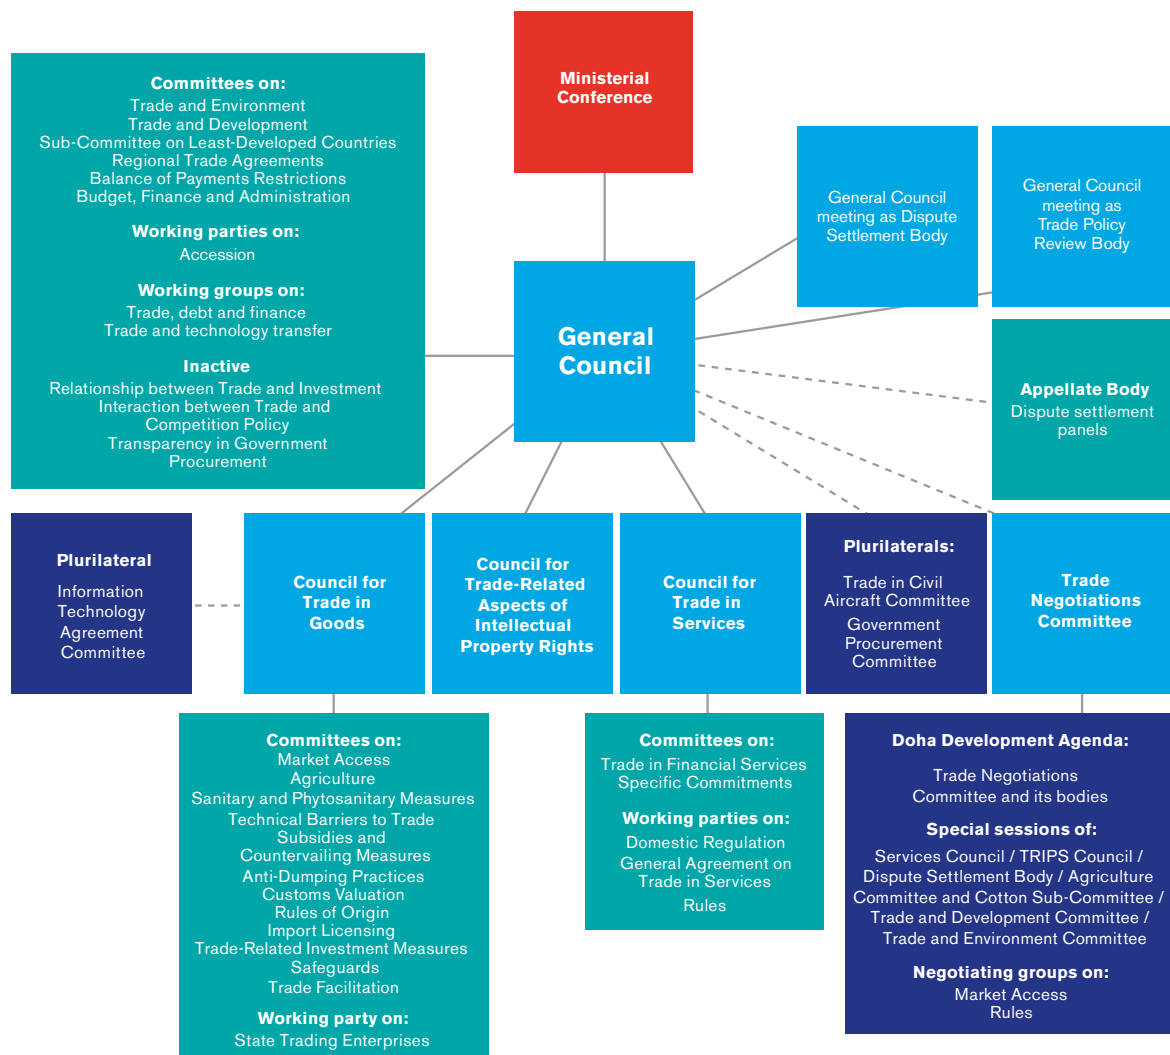 Ministerial
Conference
Committees on:
Trade and Environment
Trade and Development
Sub-Committee on Least-Developed Countries
Regional Trade Agreements
Balance of Payments Restrictions
Budget, Finance and Administration
Working parties on:
Accession
Working groups on:
Trade, debt and finance
Trade and technology transfer
Inactive
Relationship between Trade and Investment
Interaction between Trade and
Competition Policy
Transparency in Government
Procurement
General Council
meeting as Dispute
Settlement Body
General Council
meeting as
Trade Policy
Review Body
General
Council
Appellate Body
Dispute settlement
panels
Plurilateral
Information
Technology
Agreement
Committee
Council for
Trade in
Goods
Council for
Trade-Related
Aspects of
Intellectual
Property Rights
Council for
Trade in
Services
Plurilaterals:
Trade in Civil
Aircraft Committee
Government
Procurement
Committee
Trade
Negotiations
Committee
Committees on:
Market Access
Agriculture
Sanitary and Phytosanitary Measures
Technical Barriers to Trade
Subsidies and
Countervailing Measures
Anti-Dumping Practices
Customs Valuation
Rules of Origin
Import Licensing
Trade-Related Investment Measures
Safeguards
Trade Facilitation
Working party on:
State Trading Enterprises
Committees on:
Trade in Financial Services
Specific Commitments
Working parties on:
Domestic Regulation
General Agreement on
Trade in Services
Rules
Doha Development Agenda:
Trade Negotiations
Committee and its bodies
Special sessions of:
Services Council / TRIPS Council /
Dispute Settlement Body / Agriculture
Committee and Cotton Sub-Committee /
Trade and Development Committee /
Trade and Environment Committee
Negotiating groups on:
Market Access
Rules